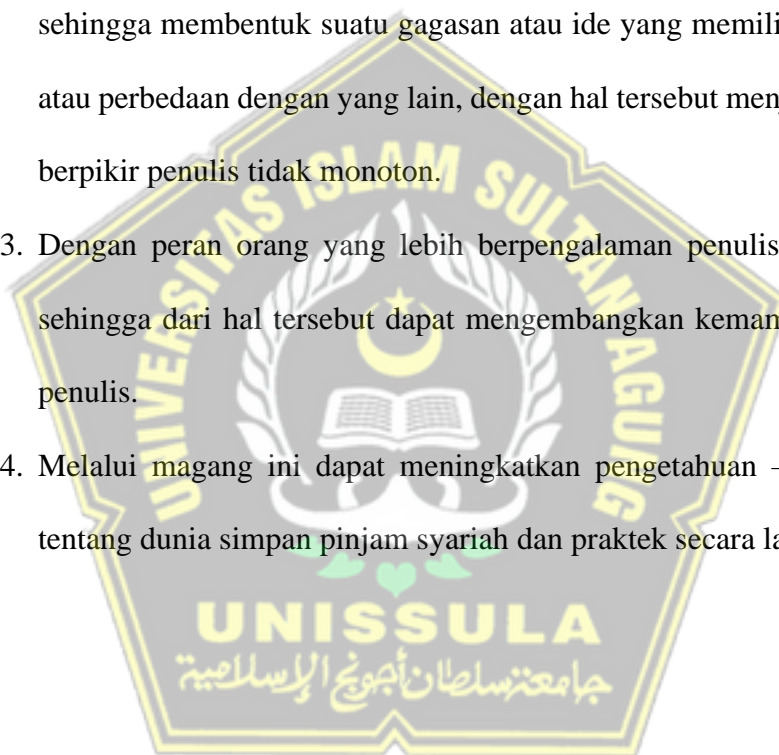 sehingga membentuk suatu gagasan atau ide yang memili
atau perbedaan dengan yang lain, dengan hal tersebut men
berpikir penulis tidak monoton.
3. Dengan peran orang yang lebih berpengalaman penulis
sehingga dari hal tersebut dapat mengembangkan kemam
penulis.
4. Melalui magang ini dapat meningkatkan pengetahuan –
tentang dunia simpan pinjam syariah dan praktek secara la
UNIVERSITAS ISLAM SULTAN AGUNG
UNISSULA
جامعتنسلطان أجونج الإسلامية